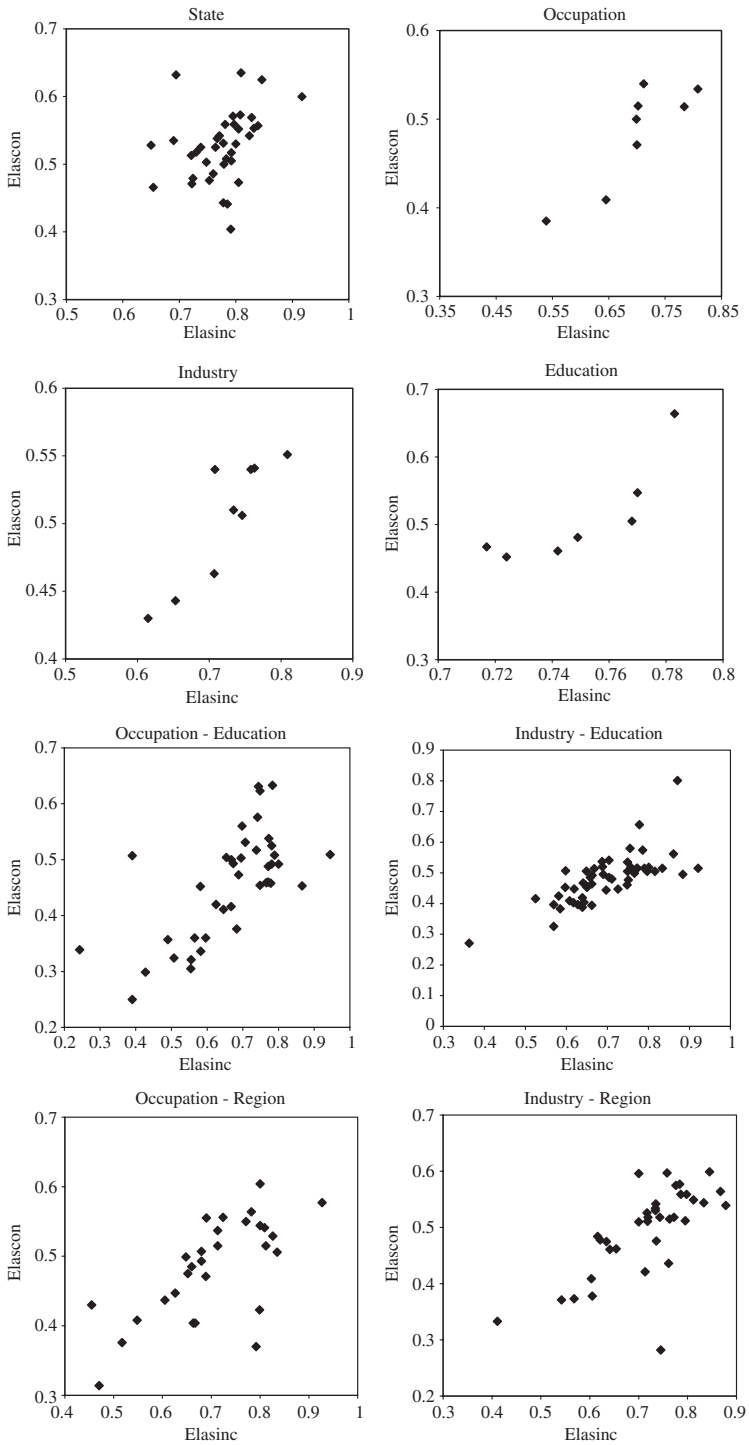 State
0.7
0.6
0.5
0.4
0.3
Elascon
0.5 0.6 0.7 0.8 0.9 1
Elasinc
Occupation
0.6
0.5
0.4
0.3
Elascon
0.35 0.45 0.55 0.65 0.75 0.85
Elasinc
Industry
0.6
0.55
0.5
0.45
0.4
Elascon
0.5 0.6 0.7 0.8 0.9
Elasinc
Education
0.7
0.6
0.5
0.4
0.3
Elascon
0.7 0.72 0.74 0.76 0.78 0.8
Elasinc
Occupation - Education
0.7
0.6
0.5
0.4
0.3
0.2
Elascon
0.2 0.3 0.4 0.5 0.6 0.7 0.8 0.9 1
Elasinc
Industry - Education
0.9
0.8
0.7
0.6
0.5
0.4
0.3
0.2
0.1
0
Elascon
0.3 0.4 0.5 0.6 0.7 0.8 0.9 1
Elasinc
Occupation - Region
0.7
0.6
0.5
0.4
0.3
Elascon
0.4 0.5 0.6 0.7 0.8 0.9 1
Elasinc
Industry - Region
0.7
0.6
0.5
0.4
0.3
0.2
Elascon
0.3 0.4 0.5 0.6 0.7 0.8 0.9
Elasinc